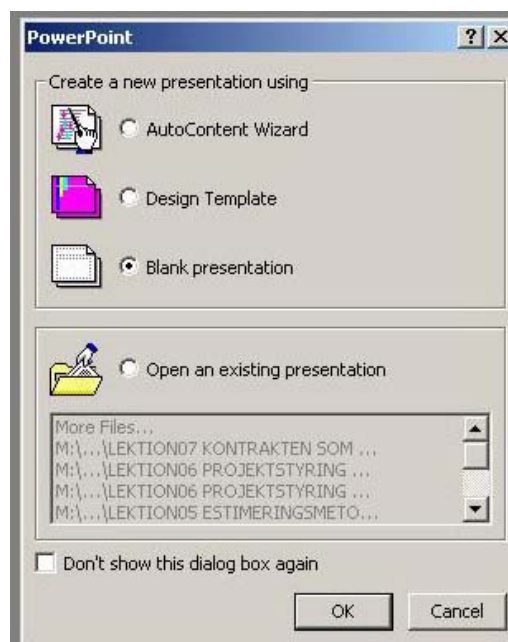 PowerPoint
Create a new presentation using
AutoContent Wizard
Design Template
Blank presentation
Open an existing presentation
More Files...
M:\...\LEKTION07 KONTRAKTEN SOM ...
M:\...\LEKTION06 PROJEKTSTYRING ...
M:\...\LEKTION06 PROJEKTSTYRING ...
M:\...\LEKTION05 ESTIMERINGSMETO...
Don't show this dialog box again
OK Cancel